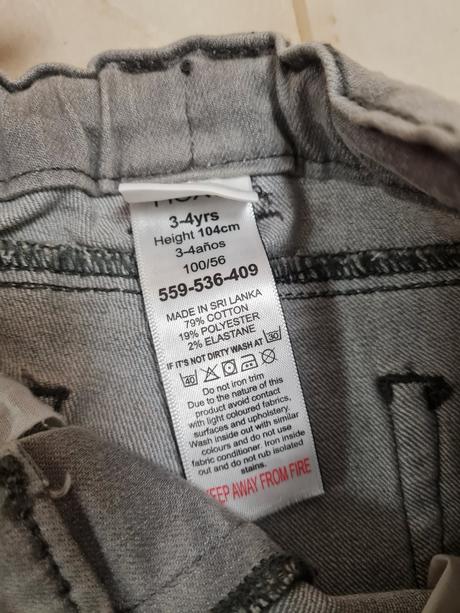 3-4yrs
Height 104cm
3-4años
100/56
559-536-409
MADE IN SRI LANKA
79% COTTON
19% POLYESTER
2% ELASTANE
IF IT'S NOT DIRTY WASH AT 30
40
Do not iron trim
Due to the nature of this
product avoid contact
with light coloured fabrics,
surfaces and upholstery.
Wash inside out with similar
colours and do not use
fabric conditioner. Iron inside
out and do not rub isolated
stains.
KEEP AWAY FROM FIRE